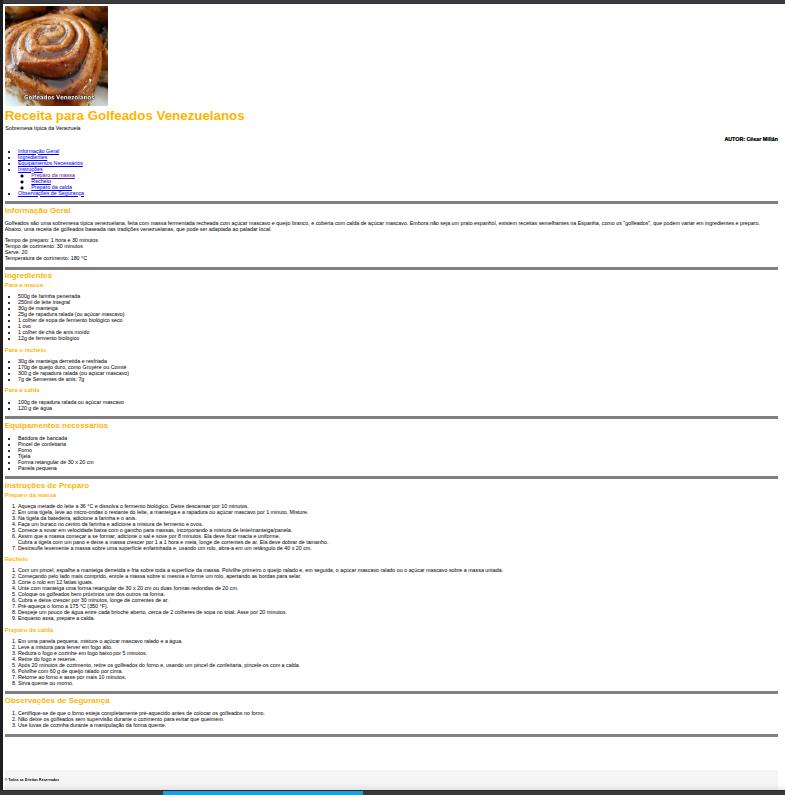 Golfeados Venezolanos
Receita para Golfeados Venezuelanos
Sobremesa típica da Venezuela
AUTOR: César Millán
Informação Geral
Ingredientes
Equipamentos Necessários
Instruções
Preparo da massa
Recheio
Preparo da calda
Observações de Segurança
Informação Geral
Golfeados são uma sobremesa típica venezuelana, feita com massa fermentada recheada com açúcar mascavo e queijo branco, e coberta com calda de açúcar mascavo. Embora não seja um prato espanhol, existem receitas semelhantes na Espanha, como os "golfeados", que podem variar em ingredientes e preparo.
Abaixo, uma receita de golfeados baseada nas tradições venezuelanas, que pode ser adaptada ao paladar local.
Tempo de preparo: 1 hora e 30 minutos
Tempo de cozimento: 30 minutos
Serve: 20
Temperatura de cozimento: 180 °C
Ingredientes
Para a massa
500g de farinha peneirada
250ml de leite integral
30g de manteiga
25g de rapadura ralada (ou açúcar mascavo)
1 colher de sopa de fermento biológico seco
1 ovo
1 colher de chá de anis moído
12g de fermento biológico
Para o recheio
30g de manteiga derretida e resfriada
170g de queijo duro, como Gruyère ou Comté
300 g de rapadura ralada (ou açúcar mascavo)
7g de Sementes de anis; 7g
Para a calda
100g de rapadura ralada ou açúcar mascavo
120 g de água
Equipamentos necessários
Batidora de bancada
Pincel de confeitaria
Forno
Tijela
Forma retangular de 30 x 20 cm
Panela pequena
Instruções de Preparo
Preparo da massa
1. Aqueça metade do leite a 36 °C e dissolva o fermento biológico. Deixe descansar por 10 minutos.
2. Em uma tigela, leve ao micro-ondas o restante do leite, a manteiga e a rapadura ou açúcar mascavo por 1 minuto. Misture.
3. Na tigela da batedeira, adicione a farinha e o anis.
4. Faça um buraco no centro da farinha e adicione a mistura de fermento e ovos.
5. Comece a sovar em velocidade baixa com o gancho para massas, incorporando a mistura de leite/manteiga/panela.
6. Assim que a massa começar a se formar, adicione o sal e sove por 8 minutos. Ela deve ficar macia e uniforme.
Cubra a tigela com um pano e deixe a massa crescer por 1 a 1 hora e meia, longe de correntes de ar. Ela deve dobrar de tamanho.
7. Desinsufle levemente a massa sobre uma superfície enfarinhada e, usando um rolo, abra-a em um retângulo de 40 x 20 cm.
Recheio
1. Com um pincel, espalhe a manteiga derretida e fria sobre toda a superfície da massa. Polvilhe primeiro o queijo ralado e, em seguida, o açúcar mascavo ralado ou o açúcar mascavo sobre a massa untada.
2. Começando pelo lado mais comprido, enrole a massa sobre si mesma e forme um rolo, apertando as bordas para selar.
3. Corte o rolo em 12 fatias iguais.
4. Unte com manteiga uma forma retangular de 30 x 20 cm ou duas formas redondas de 20 cm.
5. Coloque os golfeados bem próximos uns dos outros na forma.
6. Cubra e deixe crescer por 30 minutos, longe de correntes de ar.
7. Pré-aqueça o forno a 175 °C (350 °F).
8. Despeje um pouco de água entre cada brioche aberto, cerca de 2 colheres de sopa no total. Asse por 20 minutos.
9. Enquanto assa, prepare a calda.
Preparo da calda
1. Em uma panela pequena, misture o açúcar mascavo ralado e a água.
2. Leve a mistura para ferver em fogo alto.
3. Reduza o fogo e cozinhe em fogo baixo por 5 minutos.
4. Retire do fogo e reserve.
5. Após 20 minutos de cozimento, retire os golfeados do forno e, usando um pincel de confeitaria, pincele-os com a calda.
6. Polvilhe com 60 g de queijo ralado por cima.
7. Retorne ao forno e asse por mais 10 minutos.
8. Sirva quente ou morno.
Observações de Segurança
1. Certifique-se de que o forno esteja completamente pré-aquecido antes de colocar os golfeados no forno.
2. Não deixe os golfeados sem supervisão durante o cozimento para evitar que queimem.
3. Use luvas de cozinha durante a manipulação da forma quente.
© Todos os Direitos Reservados